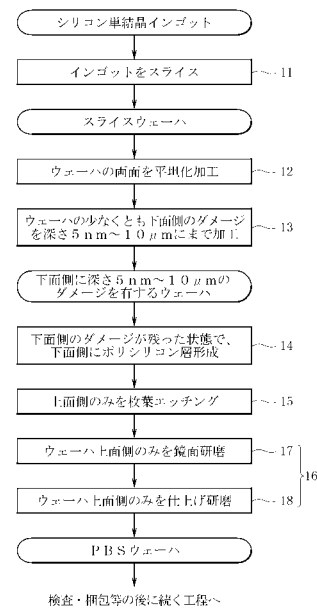 シリコン単結晶インゴット
インゴットをスライス
11
スライスウェーハ
ウェーハの両面を平坦化加工
12
ウェーハの少なくとも下面側のダメージ
を深さ5nm~10μmにまで加工
13
下面側に深さ5nm~10μmの
ダメージを有するウェーハ
下面側のダメージが残った状態で、
下面側にポリシリコン層形成
14
上面側のみを枚葉エッチング
15
ウェーハ上面側のみを鏡面研磨
17
16
ウェーハ上面側のみを仕上げ研磨
18
PBSウェーハ
検査・梱包等の後に続く工程へ